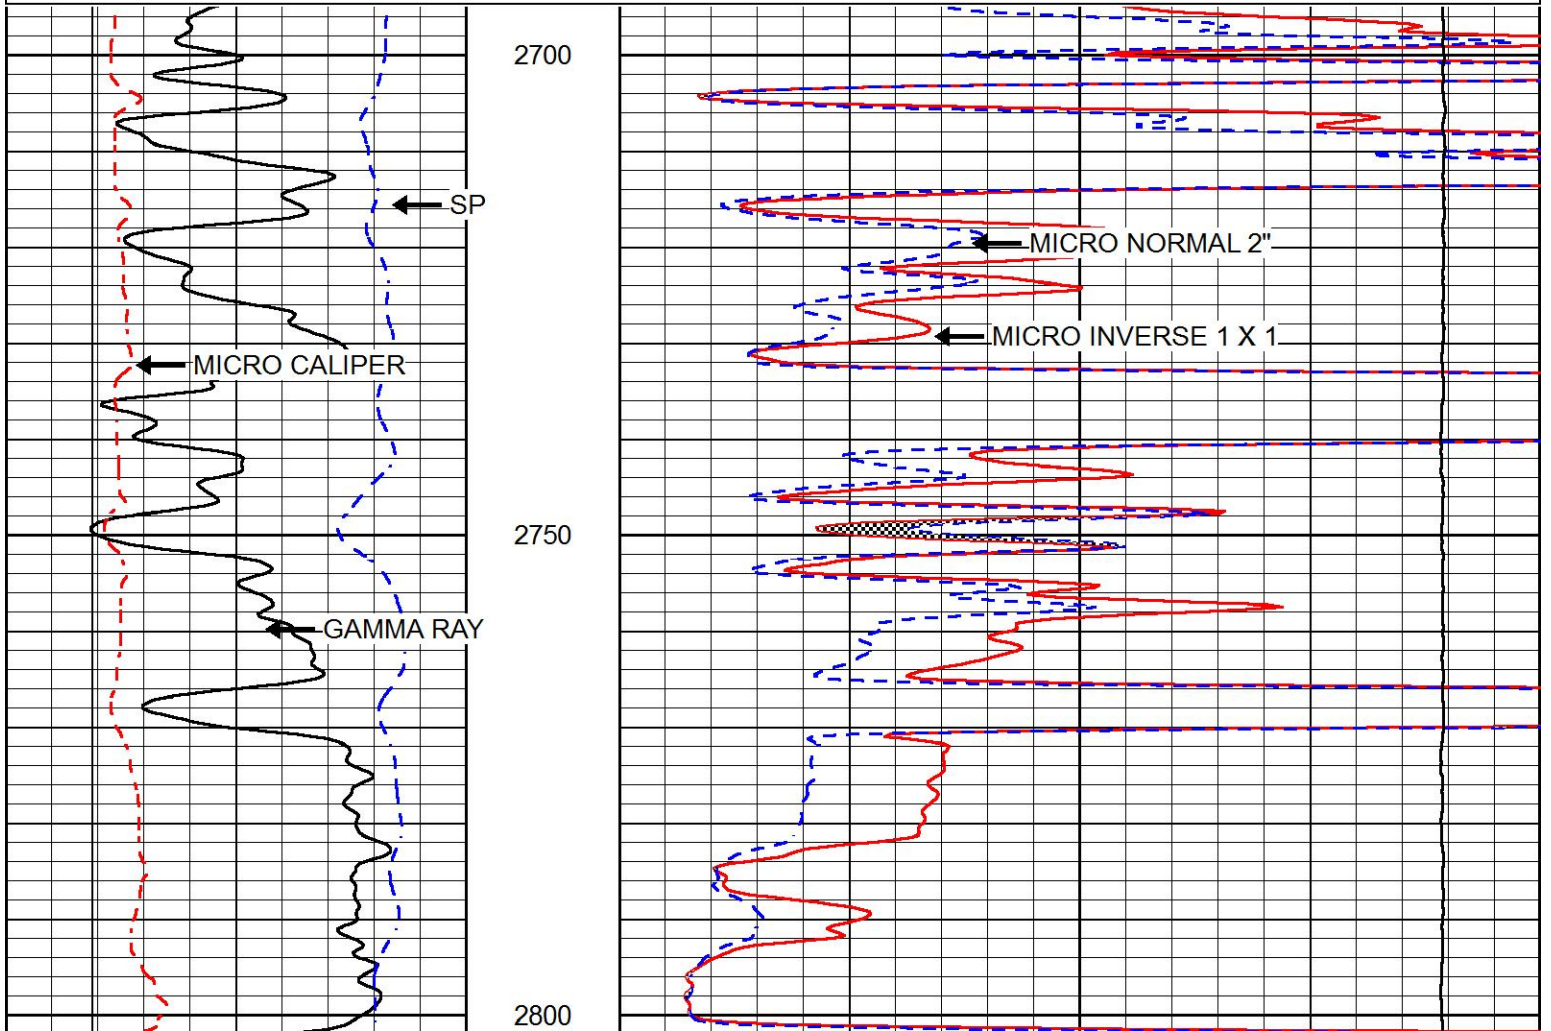 2700
SP
MICRO NORMAL 2"
MICRO INVERSE 1 X 1
MICRO CALIPER
2750
GAMMA RAY
2800